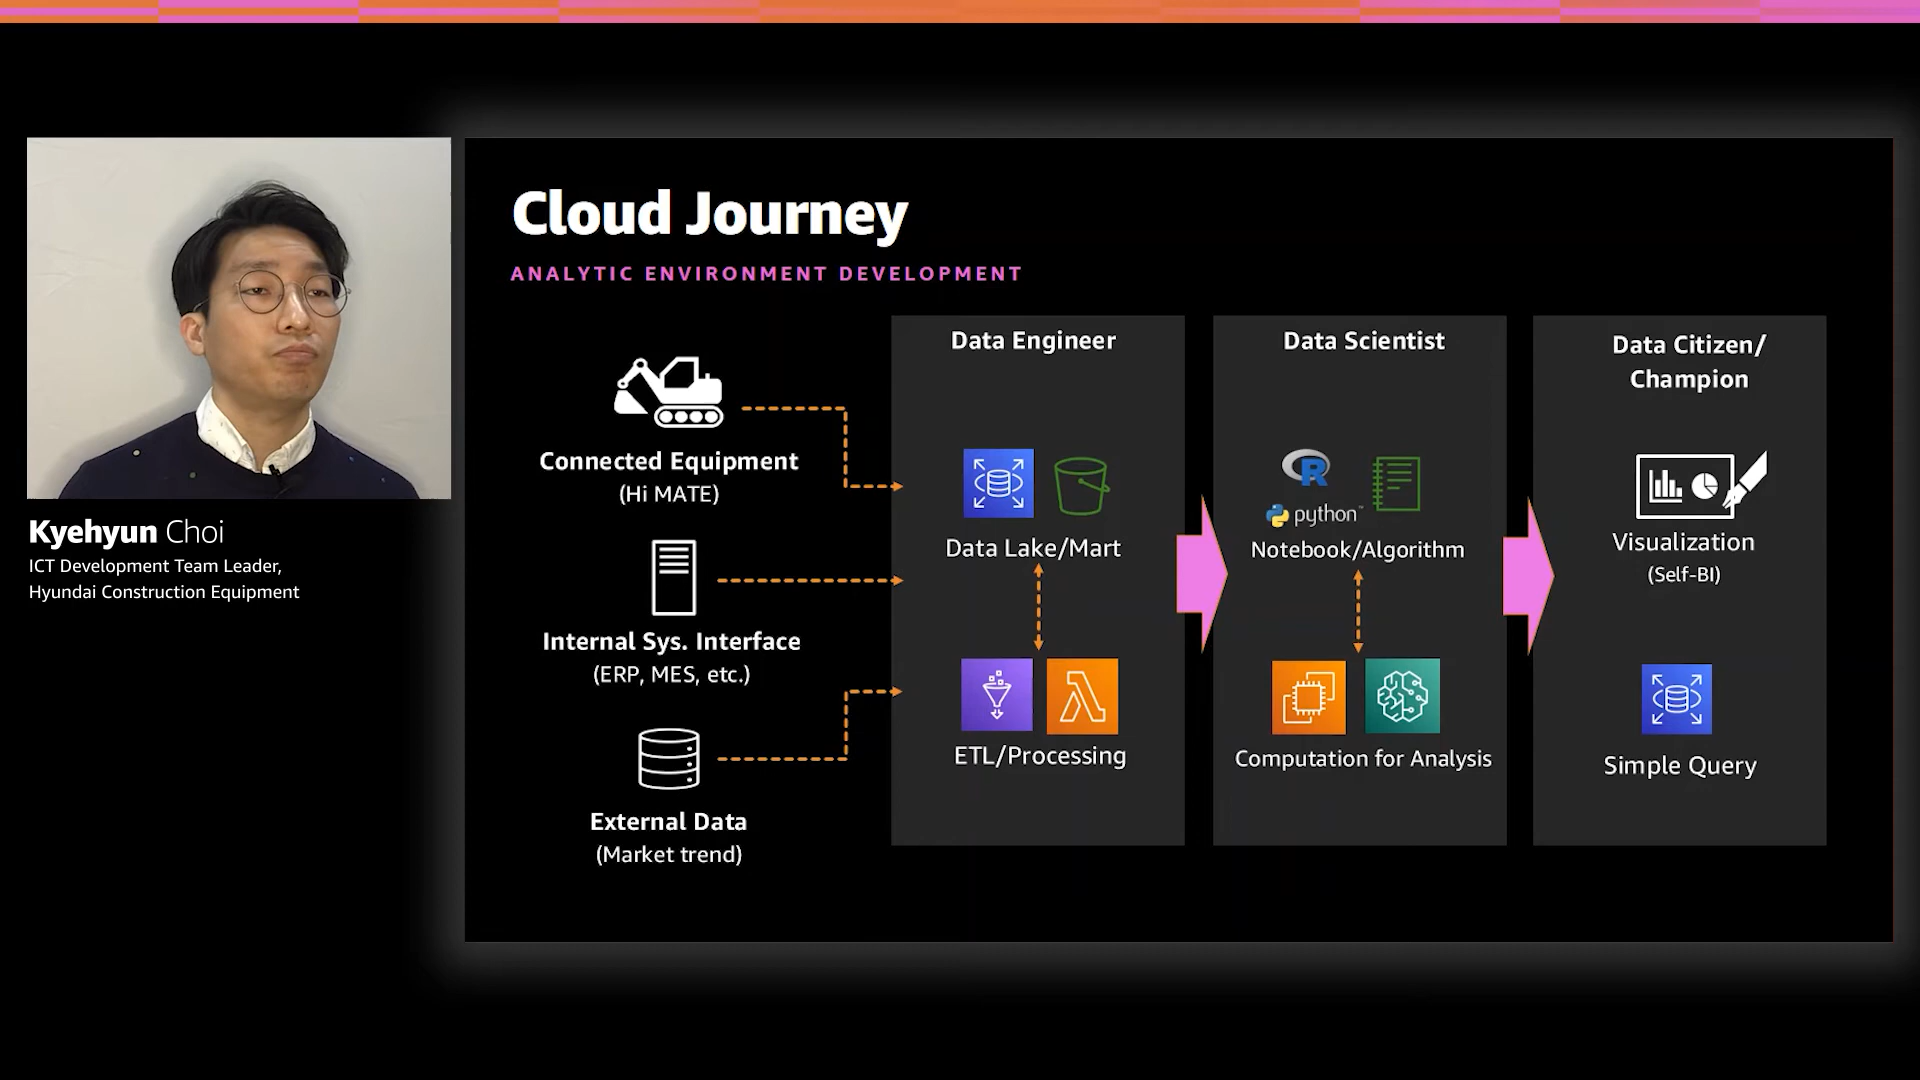 Kyehyun Choi
ICT Development Team Leader,
Hyundai Construction Equipment
Cloud Journey
ANALYTIC ENVIRONMENT DEVELOPMENT
Connected Equipment
(Hi MATE)
Internal Sys. Interface
(ERP, MES, etc.)
External Data
(Market trend)
Data Engineer
Data Lake/Mart
ETL/Processing
Data Scientist
R
python™
Notebook/Algorithm
Computation for Analysis
Data Citizen/
Champion
Visualization
(Self-BI)
Simple Query